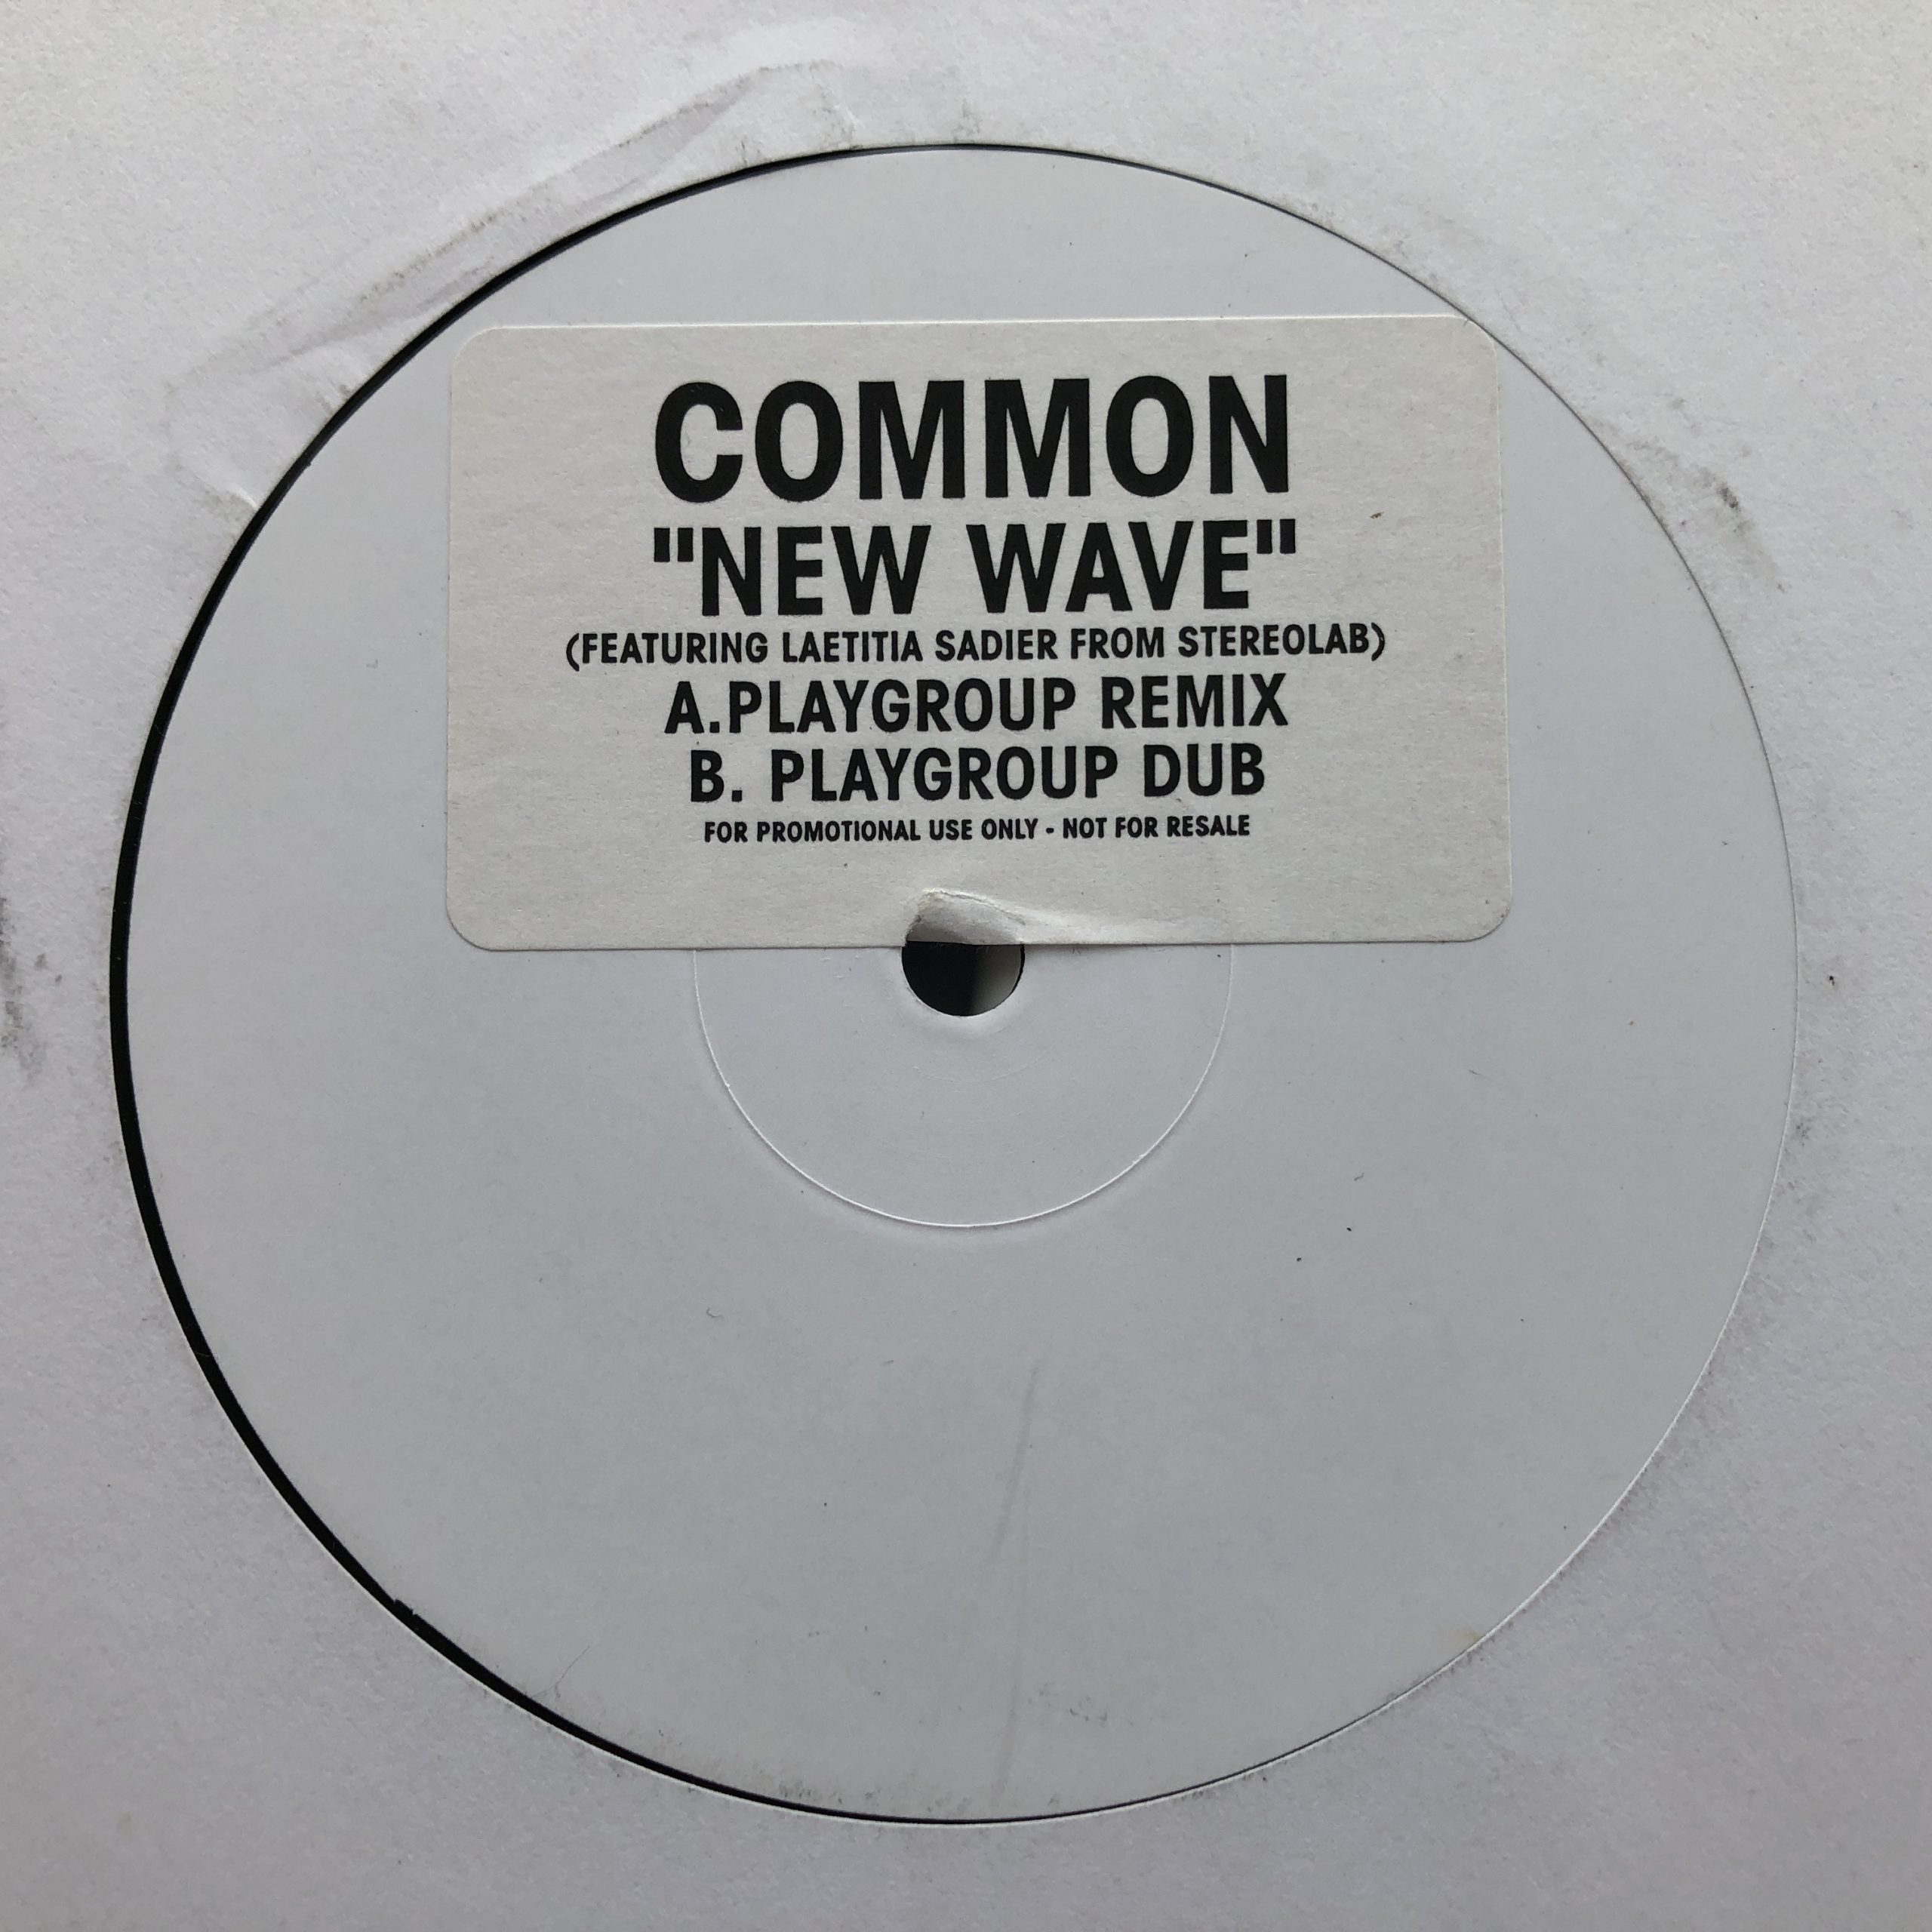 COMMON
"NEW WAVE"
(FEATURING LAETITIA SADIER FROM STEREOLAB)
A.PLAYGROUP REMIX
B. PLAYGROUP DUB
FOR PROMOTIONAL USE ONLY - NOT FOR RESALE